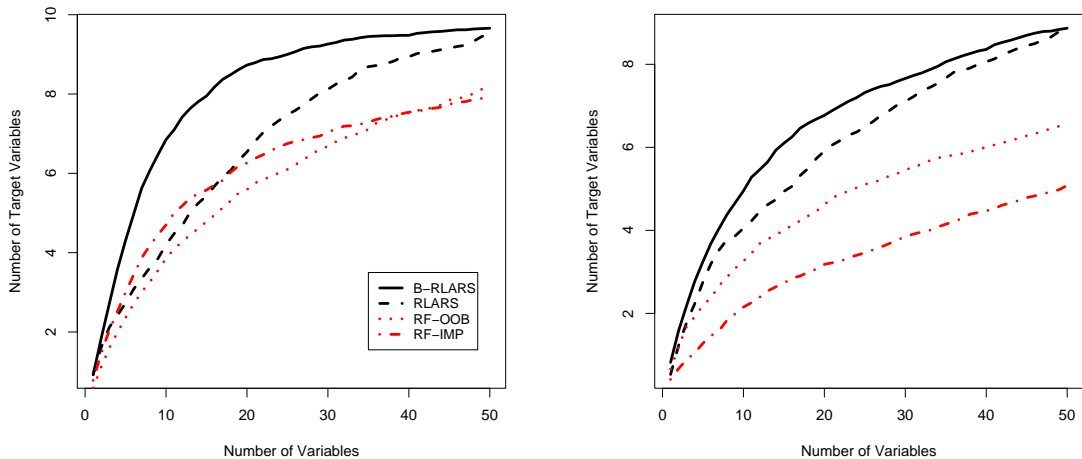 10
8
6
4
2
Number of Target Variables
B−RLARS
RLARS
RF−OOB
RF−IMP
0 10 20 30 40 50
Number of Variables
8
6
4
2
Number of Target Variables
0 10 20 30 40 50
Number of Variables